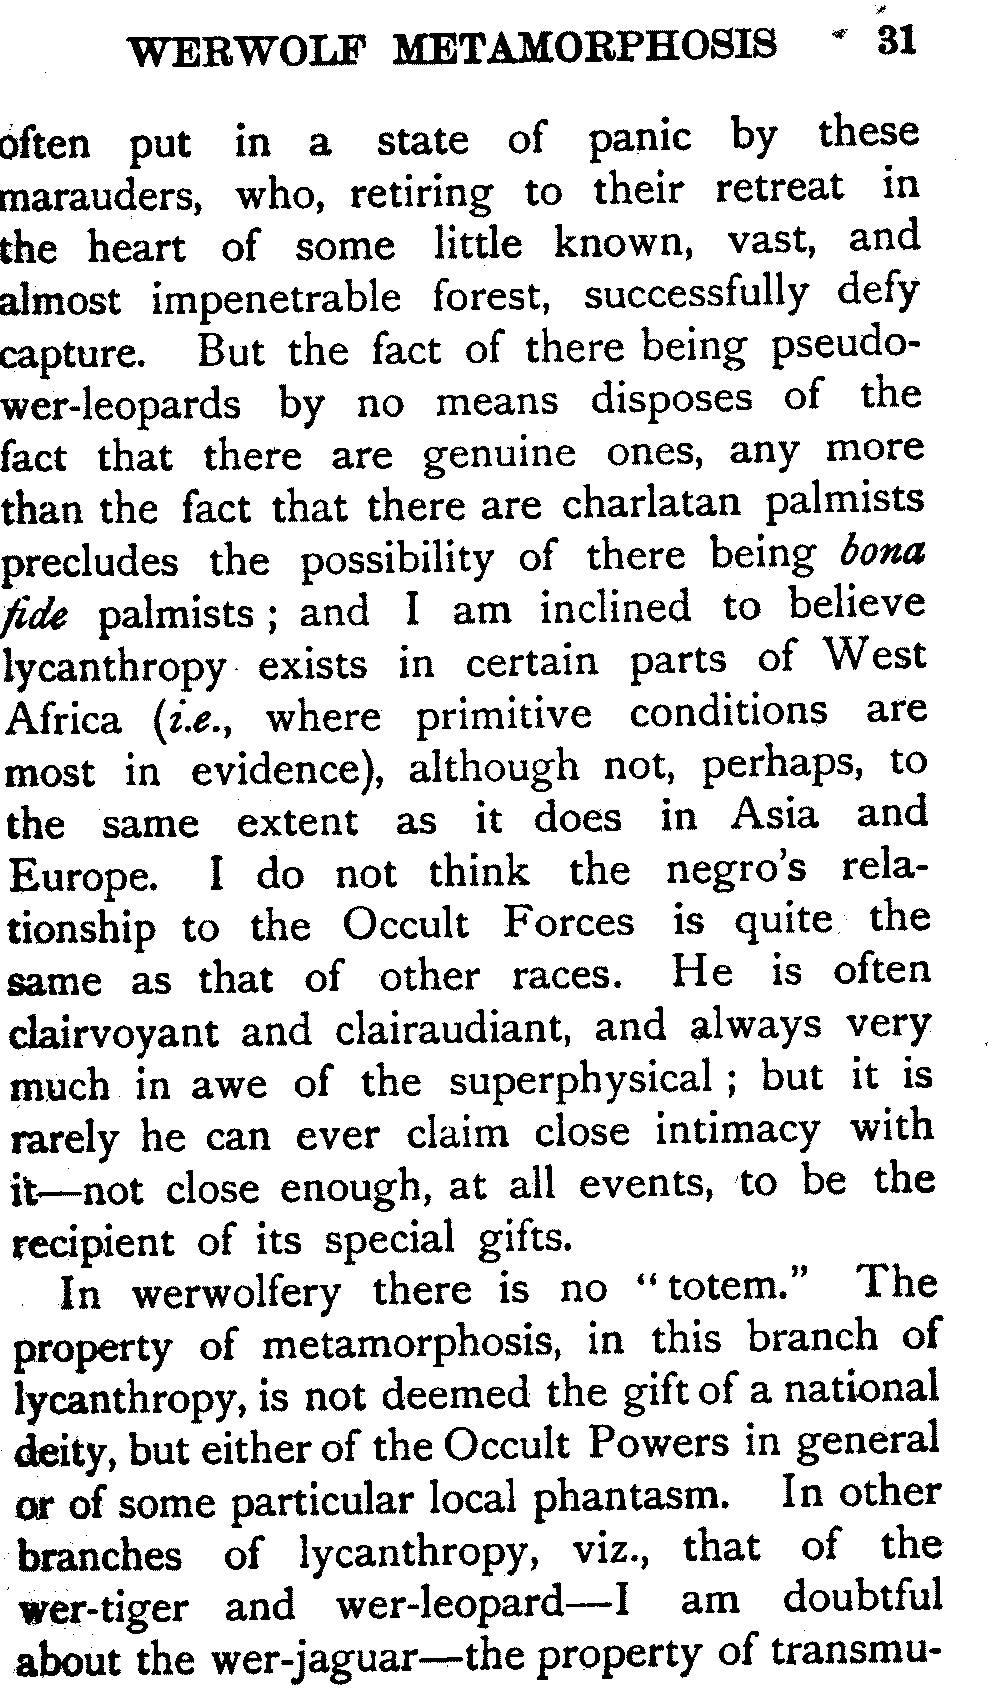 WERWOLF METAMORPHOSIS 31
often put in a state of panic by these
marauders, who, retiring to their retreat in
the heart of some little known, vast, and
almost impenetrable forest, successfully defy
capture. But the fact of there being pseudo-
wer-leopards by no means disposes of the
fact that there are genuine ones, any more
than the fact that there are charlatan palmists
precludes the possibility of there being bona
fide palmists ; and I am inclined to believe
lycanthropy exists in certain parts of West
Africa (i.e., where primitive conditions are
most in evidence), although not, perhaps, to
the same extent as it does in Asia and
Europe. I do not think the negro's rela-
tionship to the Occult Forces is quite the
same as that of other races. He is often
clairvoyant and clairaudiant, and always very
much in awe of the superphysical ; but it is
rarely he can ever claim close intimacy with
it—not close enough, at all events, to be the
recipient of its special gifts.
In werwolfery there is no "totem." The
property of metamorphosis, in this branch of
lycanthropy, is not deemed the gift of a national
deity, but either of the Occult Powers in general
or of some particular local phantasm. In other
branches of lycanthropy, viz., that of the
wer-tiger and wer-leopard—I am doubtful
about the wer-jaguar—the property of transmu-